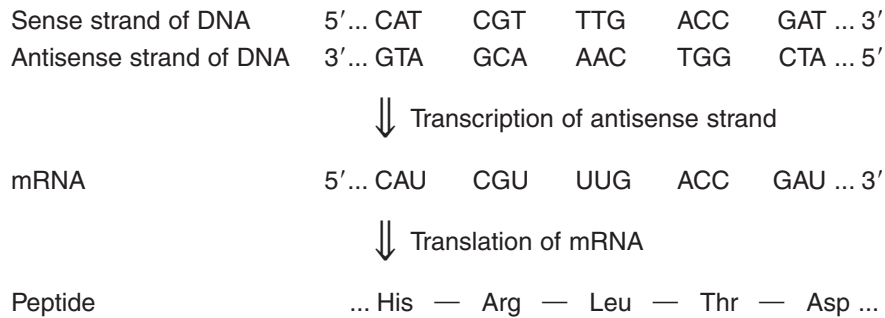 Sense strand of DNA 5′... CAT CGT TTG ACC GAT ... 3′
Antisense strand of DNA 3′... GTA GCA AAC TGG CTA ... 5′
⇓ Transcription of antisense strand
mRNA 5′... CAU CGU UUG ACC GAU ... 3′
⇓ Translation of mRNA
Peptide ... His — Arg — Leu — Thr — Asp ...